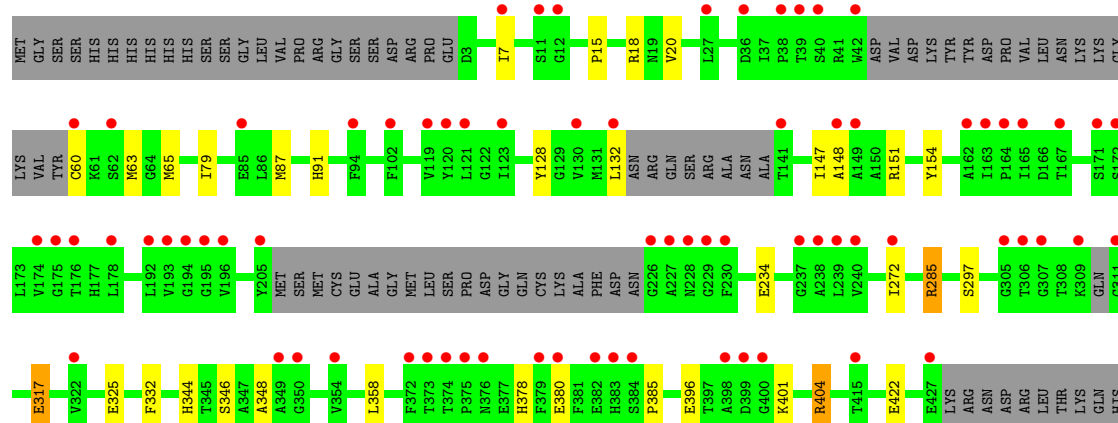 MET GLY SER SER HIS HIS HIS HIS HIS HIS SER SER GLY LEU VAL PRO ARG GLY SER SER ASP ARG PRO GLU D3 I7 S11 G12 P15 R18 N19 V20 L27 D36 I37 P38 T39 S40 R41 W42 ASP VAL ASP LYS TYR TYR ASP PRO VAL LEU ASN LYS LYS GLY
LYS VAL TYR C60 K61 S62 M63 G64 M65 I79 E85 L86 M87 H91 F94 F102 V119 Y120 L121 G122 I123 Y128 G129 V130 M131 L132 ASN ARG GLN SER ARG ALA ASN ALA T141 I147 A148 A149 A150 R151 Y154 A162 I163 P164 I165 D166 T167 S171 S172
L173 V174 G175 T176 H177 L178 L192 V193 G194 G195 V196 Y205 MET SER MET CYS GLU ALA GLY MET LEU SER PRO ASP GLY GLN CYS LYS ALA PHE ASP ASN G226 A227 N228 G229 F230 E234 G237 A238 L239 V240 I272 R285 S297 G305 T306 G307 T308 K309 GLN G311
E317 V322 E325 F332 H344 T345 S346 A347 A348 A349 G350 V354 L358 F372 T373 T374 P375 N376 E377 H378 F379 E380 F381 E382 H383 S384 P385 E396 T397 A398 D399 G400 K401 R404 T415 E422 E427 LYS ARG ASN ASP ARG LEU THR LYS GLN HIS